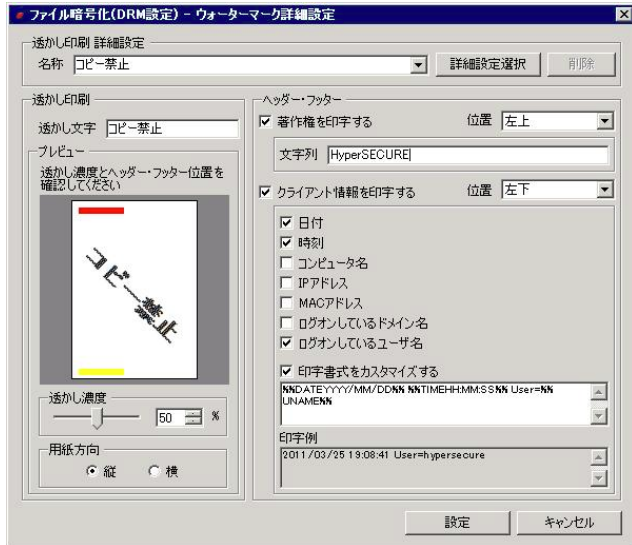 ファイル暗号化(DRM設定) - ウォーターマーク詳細設定
透かし印刷 詳細設定
名称 コピー禁止 詳細設定選択 削除
透かし印刷
透かし文字 コピー禁止
プレビュー
透かし濃度とヘッダー・フッター位置を
確認してください
コピー禁止
透かし濃度
50 %
用紙方向
縦 横
ヘッダー・フッター
著作権を印字する 位置 左上
文字列 HyperSECURE
クライアント情報を印字する 位置 左下
日付
時刻
コンピュータ名
IPアドレス
MACアドレス
ログオンしているドメイン名
ログオンしているユーザ名
印字書式をカスタマイズする
%%DATEYYYY/MM/DD%% %%TIMEHH:MM:SS%% User=%%
UNAME%%
印字例
2011/03/25 19:08:41 User=hypersecure
設定 キャンセル